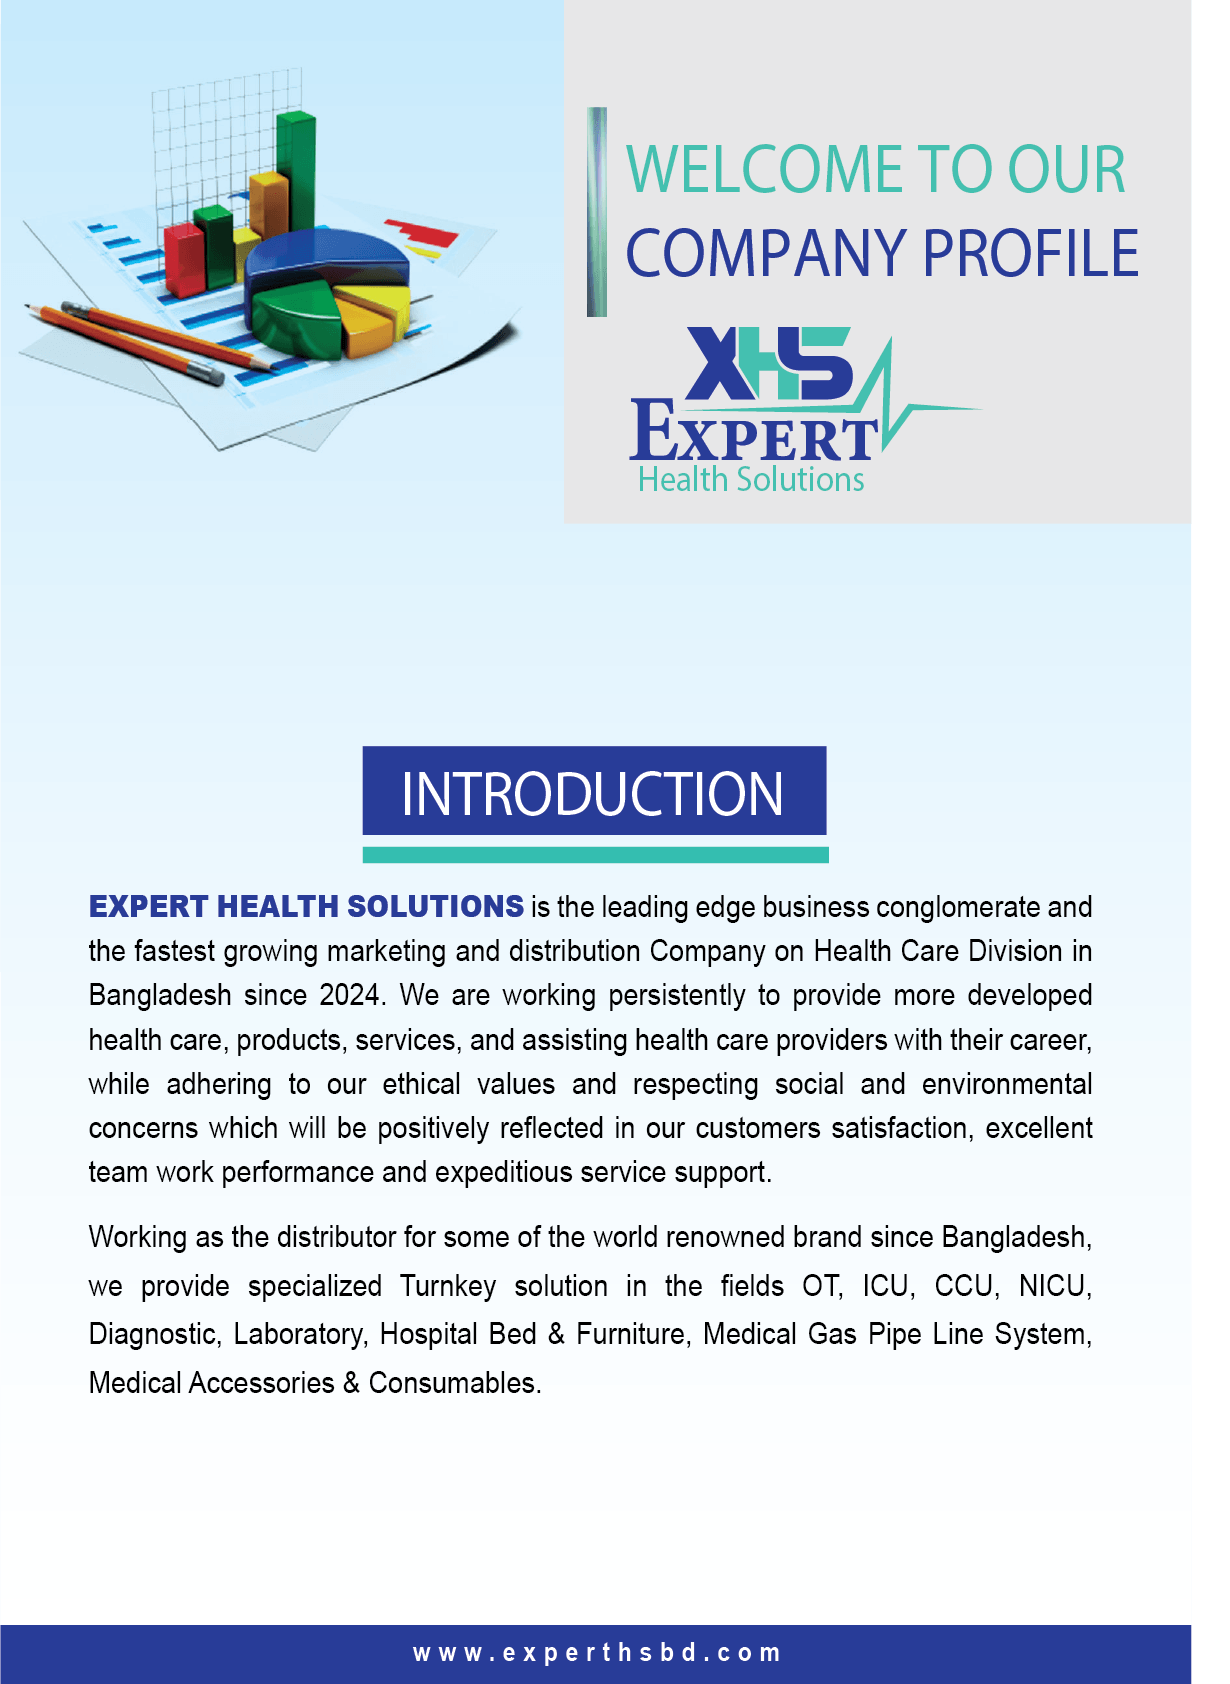 WELCOME TO OUR
COMPANY PROFILE
XHS
EXPERT
Health Solutions
INTRODUCTION
EXPERT HEALTH SOLUTIONS is the leading edge business conglomerate and
the fastest growing marketing and distribution Company on Health Care Division in
Bangladesh since 2024. We are working persistently to provide more developed
health care, products, services, and assisting health care providers with their career,
while adhering to our ethical values and respecting social and environmental
concerns which will be positively reflected in our customers satisfaction, excellent
team work performance and expeditious service support.
Working as the distributor for some of the world renowned brand since Bangladesh,
we provide specialized Turnkey solution in the fields OT, ICU, CCU, NICU,
Diagnostic, Laboratory, Hospital Bed & Furniture, Medical Gas Pipe Line System,
Medical Accessories & Consumables.
www.experthsbd.com